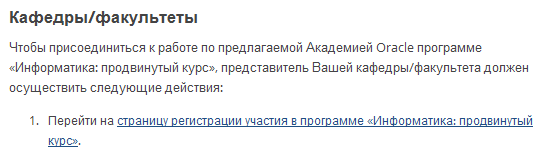 Кафедры/факультеты
Чтобы присоединиться к работе по предлагаемой Академией Oracle программе
«Информатика: продвинутый курс», представитель Вашей кафедры/факультета должен
осуществить следующие действия:
1. Перейти на страницу регистрации участия в программе «Информатика: продвинутый
курс».